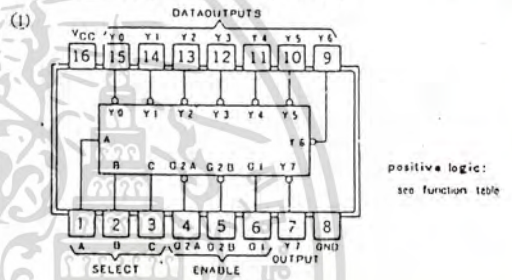 (1)
DATAOUTPUTS
VCC Y0 Y1 Y2 Y3 Y4 Y5 Y6
16 15 14 13 12 11 10 9
Y0 Y1 Y2 Y3 Y4 Y5
Y6
A
B C G2A G2B G1 Y7
positive logic:
see function table
1 2 3 4 5 6 7 8
A B C G2A G2B G1 Y7 GND
SELECT ENABLE OUTPUT